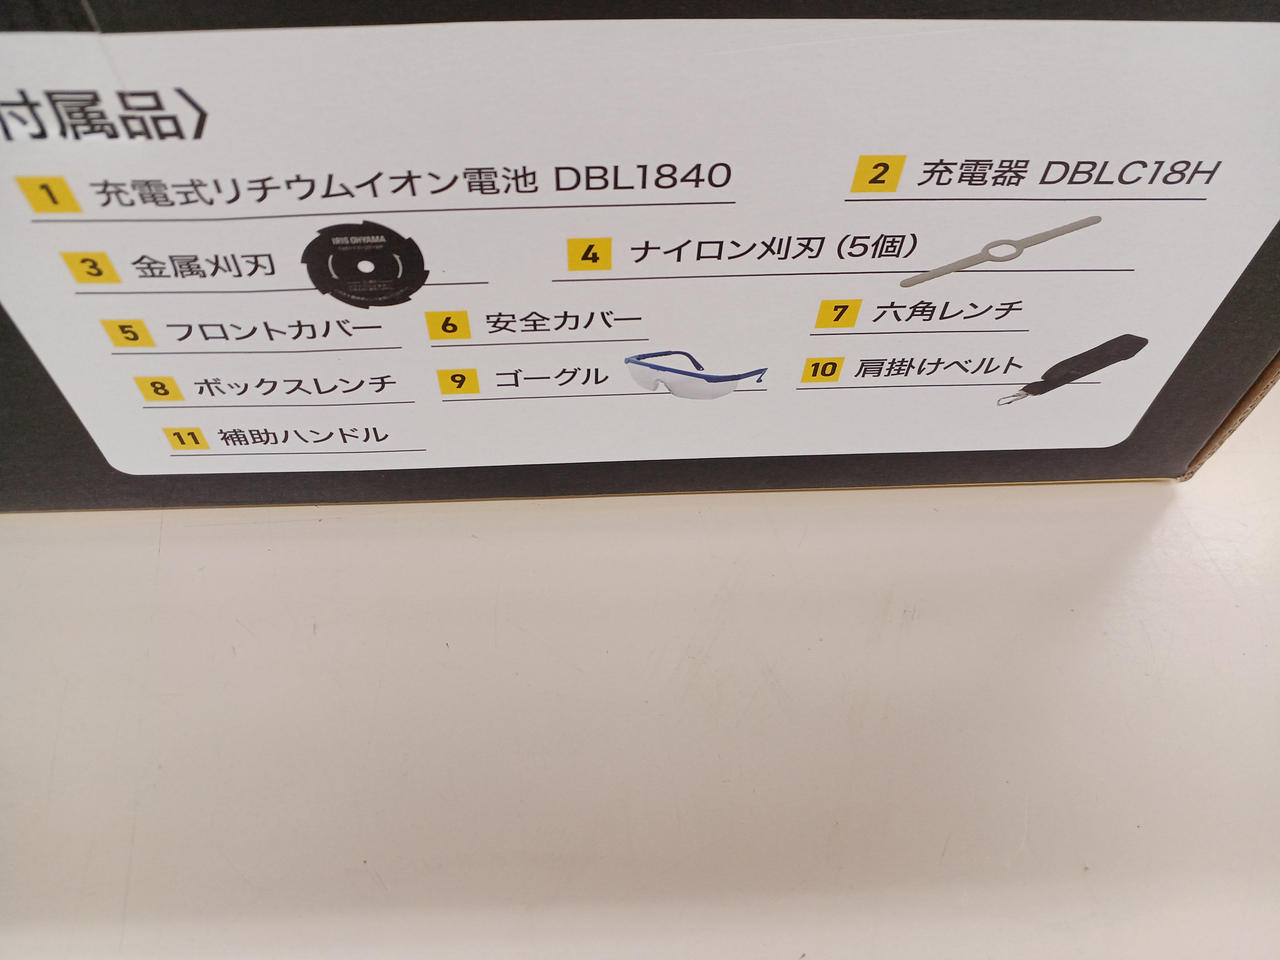 付属品〉
1 充電式リチウムイオン電池 DBL1840
2 充電器 DBLC18H
3 金属刈刃
IRIS OHYAMA
4 ナイロン刈刃（5個）
5 フロントカバー
6 安全カバー
7 六角レンチ
8 ボックスレンチ
9 ゴーグル
10 肩掛けベルト
11 補助ハンドル